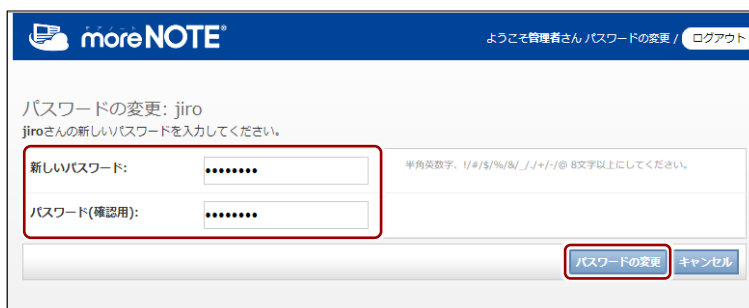 モアノート
moreNOTE®
ようこそ管理者さん パスワードの変更 / ログアウト
パスワードの変更: jiro
jiroさんの新しいパスワードを入力してください。
新しいパスワード: ••••••••
半角英数字、!/#/$/%/&/_/./+/-/@ 8文字以上にしてください。
パスワード(確認用): ••••••••
パスワードの変更 キャンセル